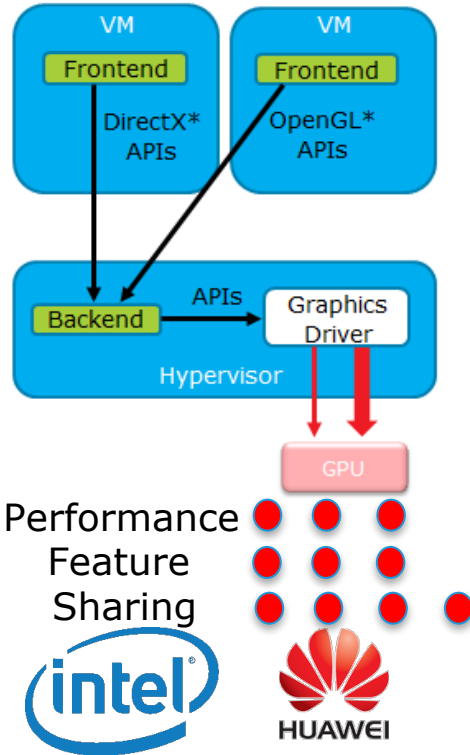 VM
VM
Frontend
Frontend
DirectX*
APIs
OpenGL*
APIs
APIs
Backend
Graphics
Driver
Hypervisor
GPU
Performance
Feature
Sharing
intel®
HUAWEI